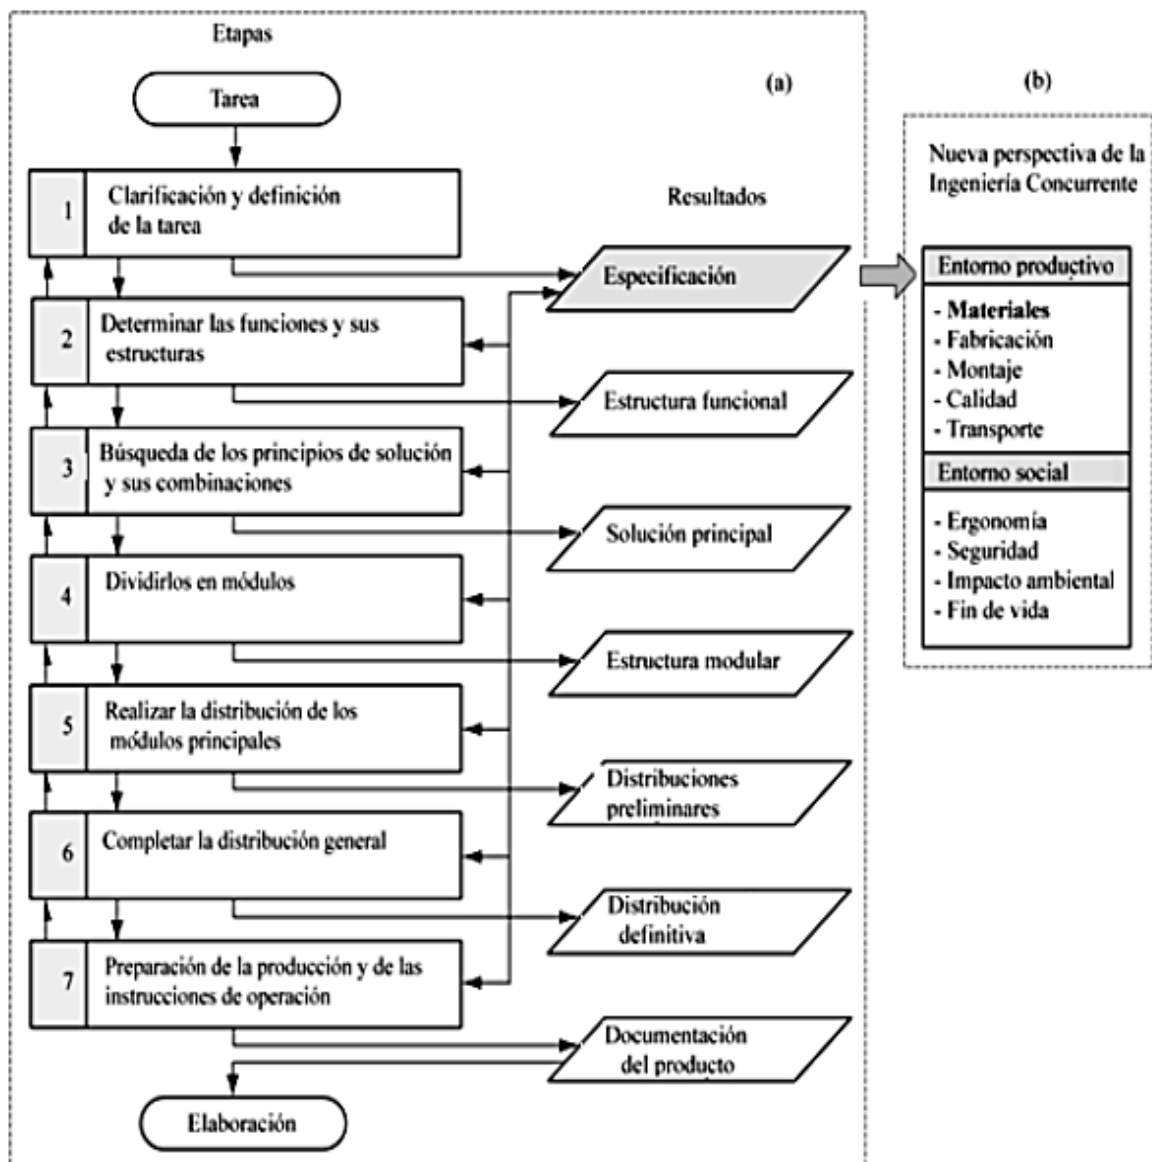 Etapas
(a)
(b)
Tarea
Nueva perspectiva de la
Ingeniería Concurrente
1
Clarificación y definición
de la tarea
Resultados
Especificación
Entorno productivo
- Materiales
- Fabricación
- Montaje
- Calidad
- Transporte
Entorno social
- Ergonomía
- Seguridad
- Impacto ambiental
- Fin de vida
2
Determinar las funciones y sus
estructuras
Estructura funcional
3
Búsqueda de los principios de solución
y sus combinaciones
Solución principal
4
Dividirlos en módulos
Estructura modular
5
Realizar la distribución de los
módulos principales
Distribuciones
preliminares
6
Completar la distribución general
Distribución
definitiva
7
Preparación de la producción y de las
instrucciones de operación
Documentación
del producto
Elaboración